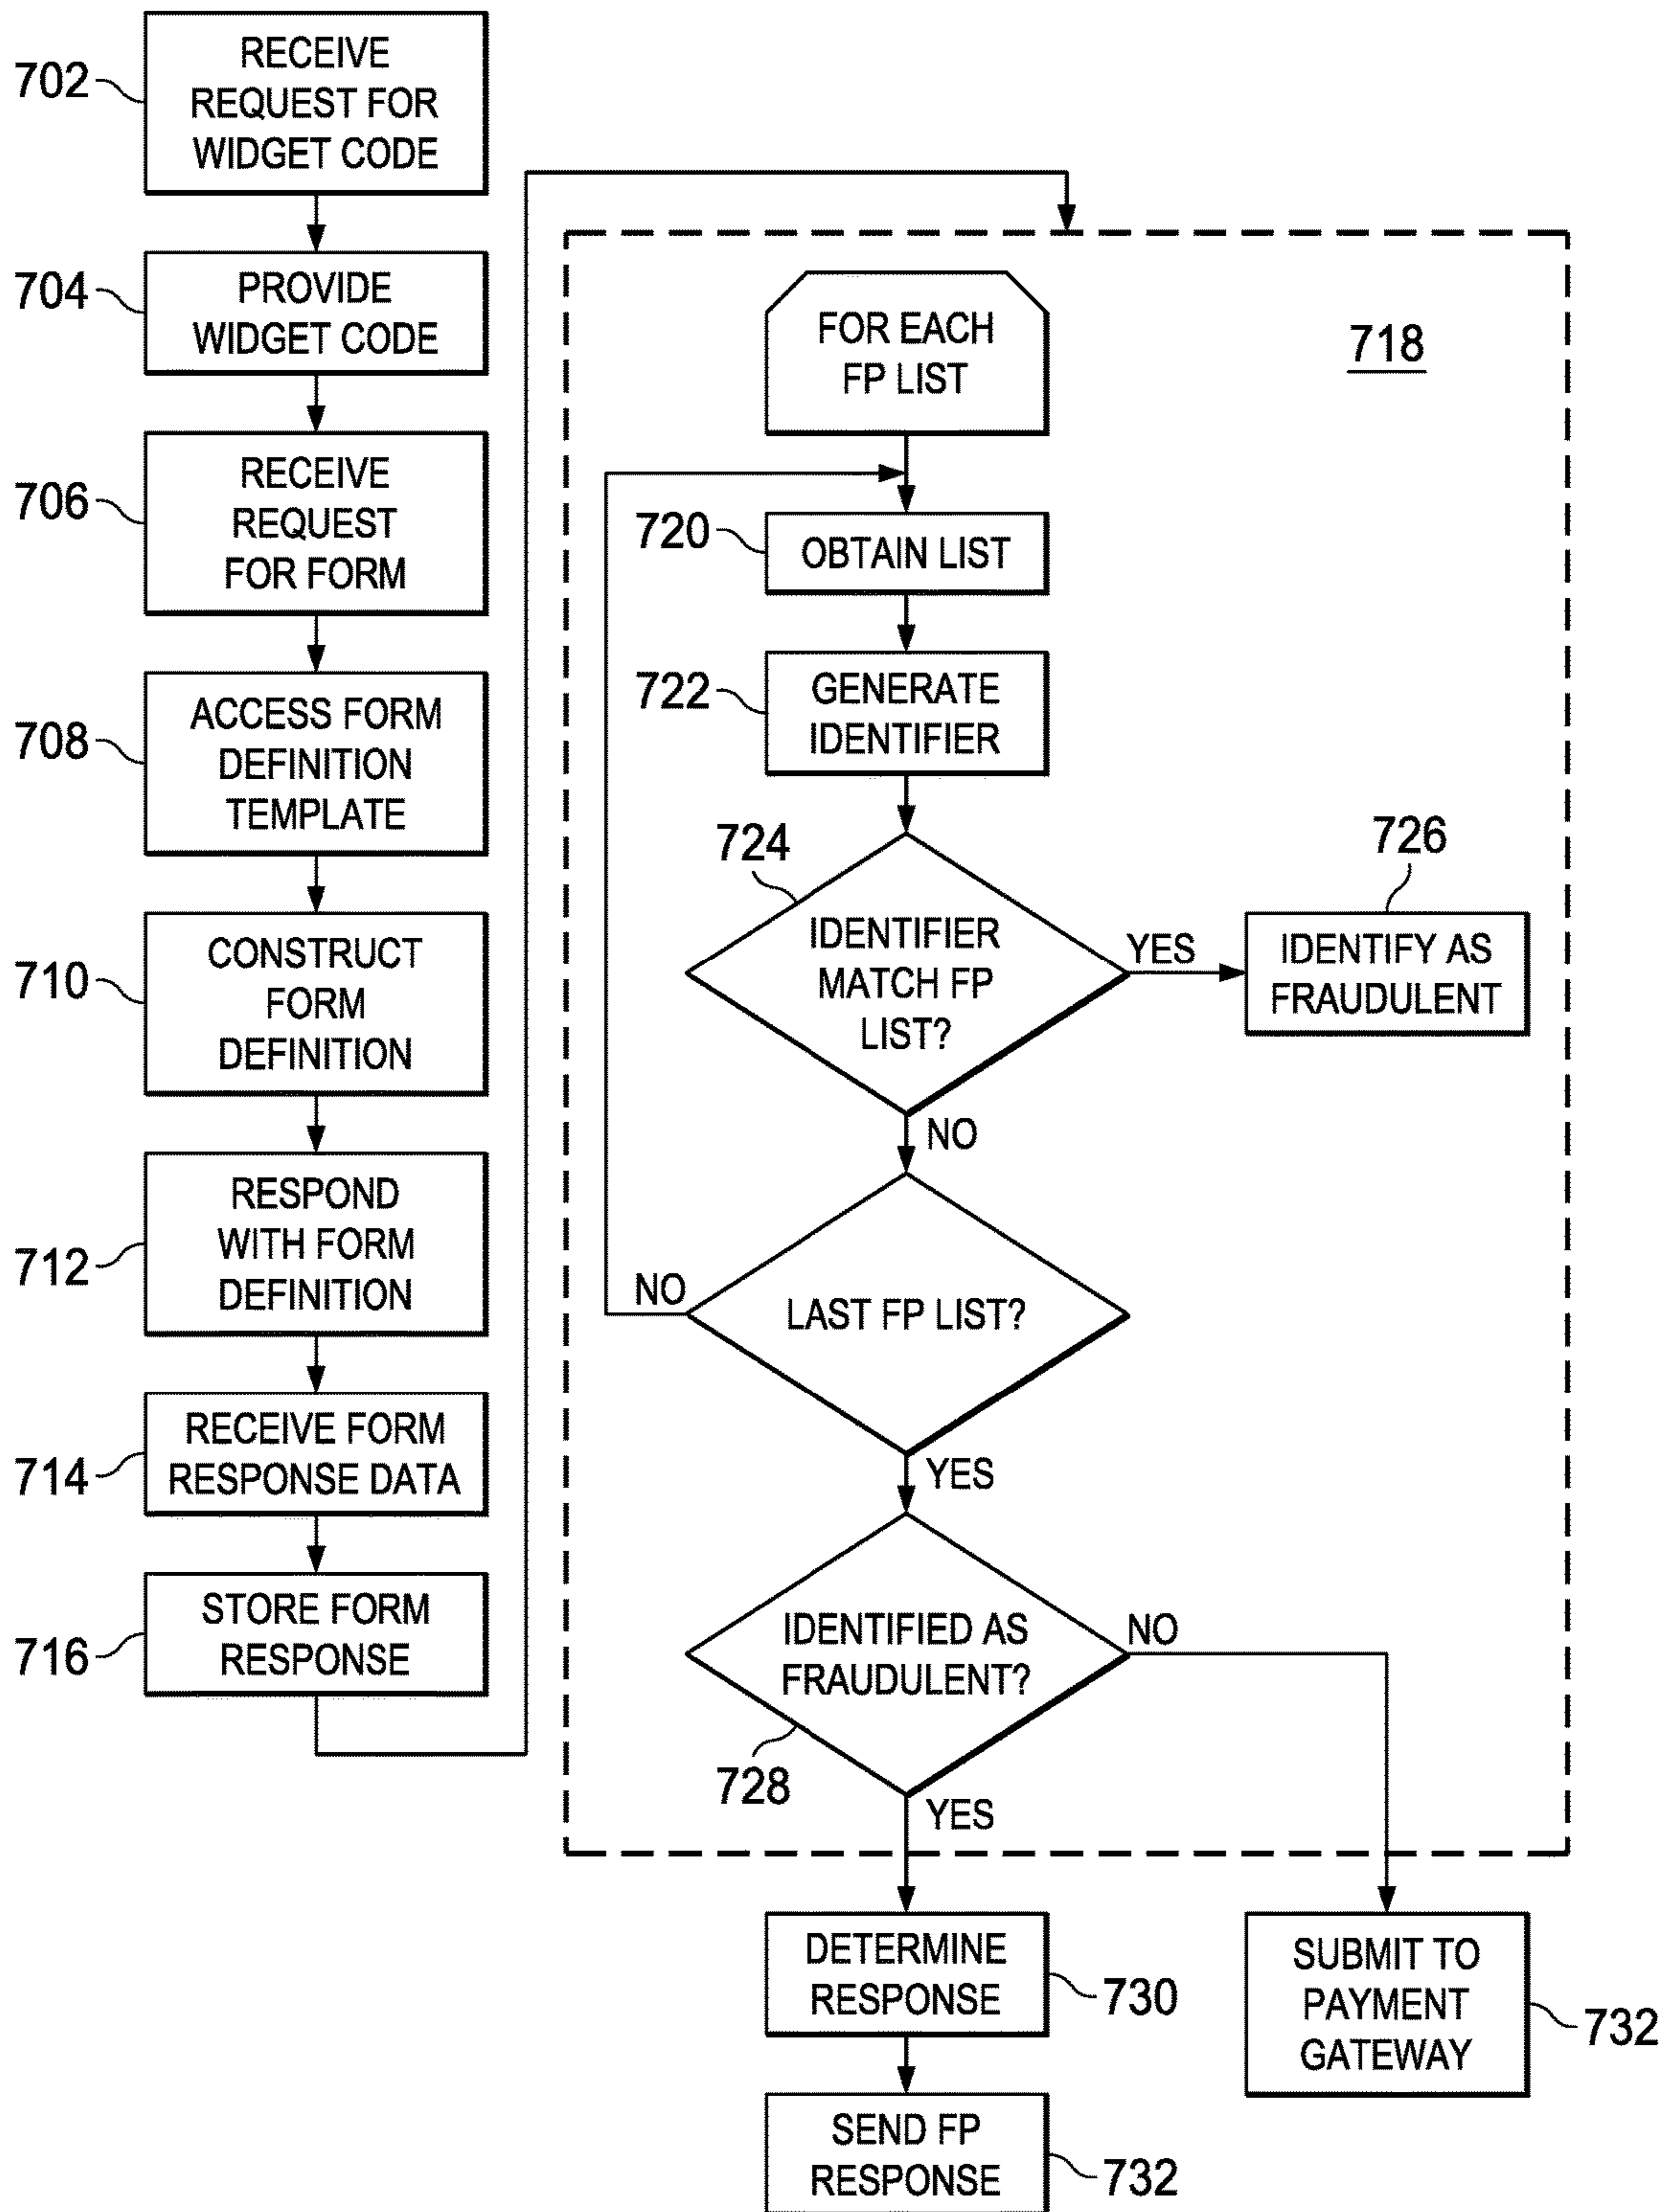 702
RECEIVE
REQUEST FOR
WIDGET CODE
704
PROVIDE
WIDGET CODE
706
RECEIVE
REQUEST
FOR FORM
708
ACCESS FORM
DEFINITION
TEMPLATE
710
CONSTRUCT
FORM
DEFINITION
712
RESPOND
WITH FORM
DEFINITION
714
RECEIVE FORM
RESPONSE DATA
716
STORE FORM
RESPONSE
718
FOR EACH
FP LIST
720
OBTAIN LIST
722
GENERATE
IDENTIFIER
724
IDENTIFIER
MATCH FP
LIST?
YES
726
IDENTIFY AS
FRAUDULENT
NO
LAST FP LIST?
NO
YES
IDENTIFIED AS
FRAUDULENT?
728
NO
YES
DETERMINE
RESPONSE
730
SUBMIT TO
PAYMENT
GATEWAY
732
SEND FP
RESPONSE
732